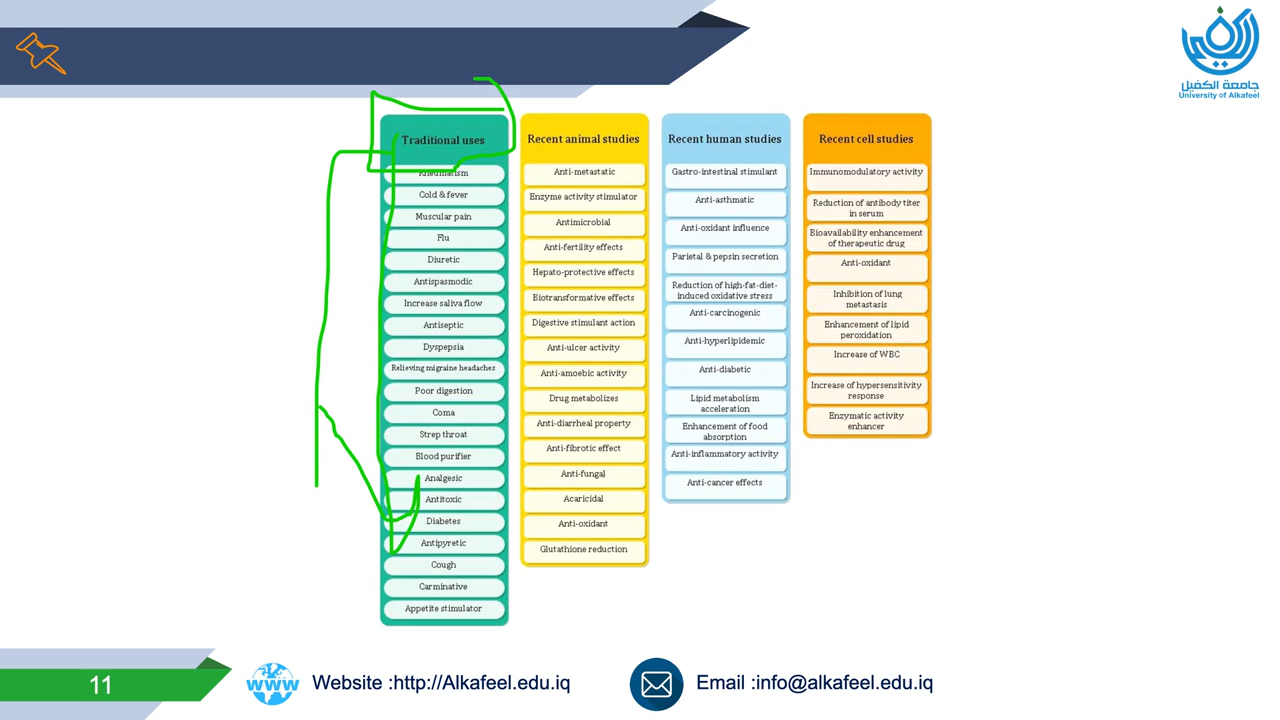 جامعة الكفيل
University of Alkafeel
Traditional uses
Rheumatism
Cold & fever
Muscular pain
Flu
Diuretic
Antispasmodic
Increase saliva flow
Antiseptic
Dyspepsia
Relieving migraine headaches
Poor digestion
Coma
Strep throat
Blood purifier
Analgesic
Antitoxic
Diabetes
Antipyretic
Cough
Carminative
Appetite stimulator
Recent animal studies
Anti-metastatic
Enzyme activity stimulator
Antimicrobial
Anti-fertility effects
Hepato-protective effects
Biotransformative effects
Digestive stimulant action
Anti-ulcer activity
Anti-amoebic activity
Drug metabolizes
Anti-diarrheal property
Anti-fibrotic effect
Anti-fungal
Acaricidal
Anti-oxidant
Glutathione reduction
Recent human studies
Gastro-intestinal stimulant
Anti-asthmatic
Anti-oxidant influence
Parietal & pepsin secretion
Reduction of high-fat-diet-
induced oxidative stress
Anti-carcinogenic
Anti-hyperlipidemic
Anti-diabetic
Lipid metabolism
acceleration
Enhancement of food
absorption
Anti-inflammatory activity
Anti-cancer effects
Recent cell studies
Immunomodulatory activity
Reduction of antibody titer
in serum
Bioavailability enhancement
of therapeutic drug
Anti-oxidant
Inhibition of lung
metastasis
Enhancement of lipid
peroxidation
Increase of WBC
Increase of hypersensitivity
response
Enzymatic activity
enhancer
11
WWW
Website :http://Alkafeel.edu.iq
Email :info@alkafeel.edu.iq